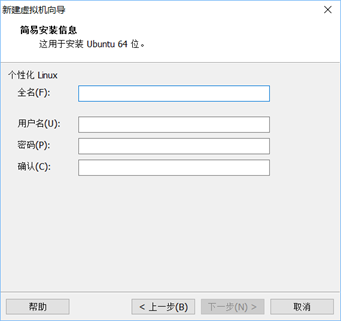 新建虚拟机向导
简易安装信息
这用于安装 Ubuntu 64 位。
个性化 Linux
全名(F):
用户名(U):
密码(P):
确认(C):
帮助
< 上一步(B)
下一步(N) >
取消